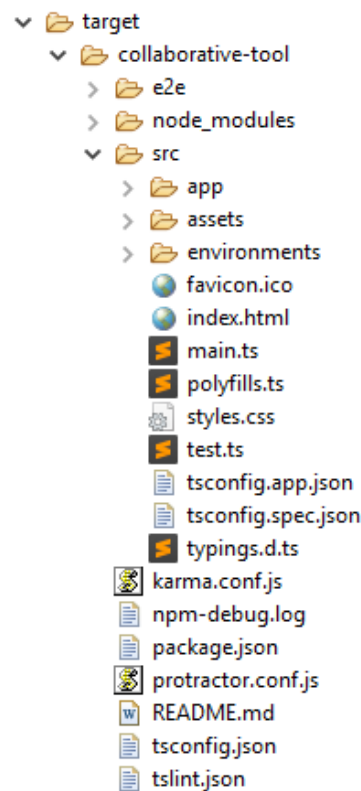 target
collaborative-tool
e2e
node_modules
src
app
assets
environments
favicon.ico
index.html
main.ts
polyfills.ts
styles.css
test.ts
tsconfig.app.json
tsconfig.spec.json
typings.d.ts
karma.conf.js
npm-debug.log
package.json
protractor.conf.js
README.md
tsconfig.json
tslint.json